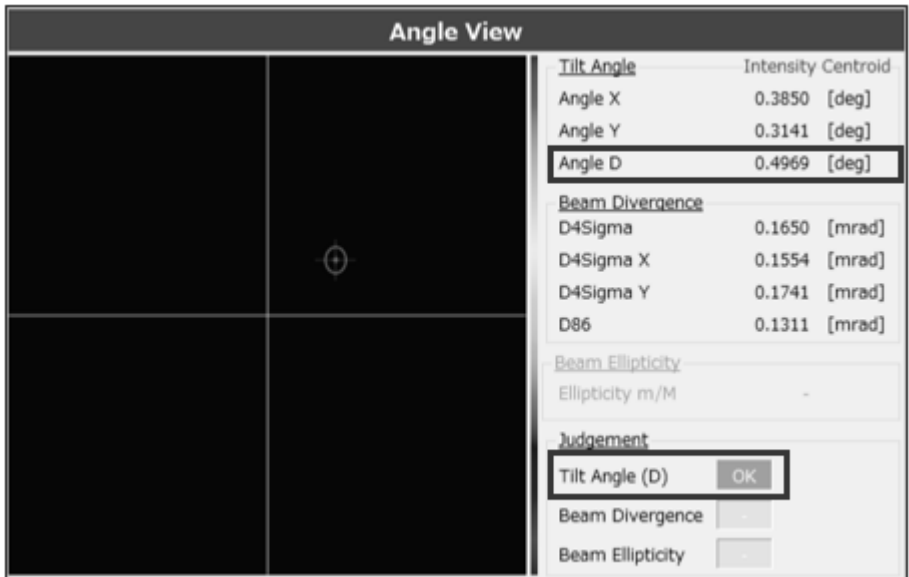 Angle View
Tilt Angle Intensity Centroid
Angle X 0.3850 [deg]
Angle Y 0.3141 [deg]
Angle D 0.4969 [deg]
Beam Divergence
D4Sigma 0.1650 [mrad]
D4Sigma X 0.1554 [mrad]
D4Sigma Y 0.1741 [mrad]
D86 0.1311 [mrad]
Beam Ellipticity
Ellipticity m/M -
Judgement
Tilt Angle (D) OK
Beam Divergence -
Beam Ellipticity -